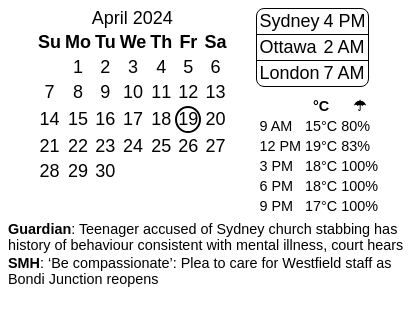 April 2024
Su Mo Tu We Th Fr Sa
1 2 3 4 5 6
7 8 9 10 11 12 13
14 15 16 17 18 19 20
21 22 23 24 25 26 27
28 29 30
Sydney 4 PM
Ottawa 2 AM
London 7 AM
°C ☂
9 AM 15°C 80%
12 PM 19°C 83%
3 PM 18°C 100%
6 PM 18°C 100%
9 PM 17°C 100%
Guardian: Teenager accused of Sydney church stabbing has
history of behaviour consistent with mental illness, court hears
SMH: ‘Be compassionate’: Plea to care for Westfield staff as
Bondi Junction reopens